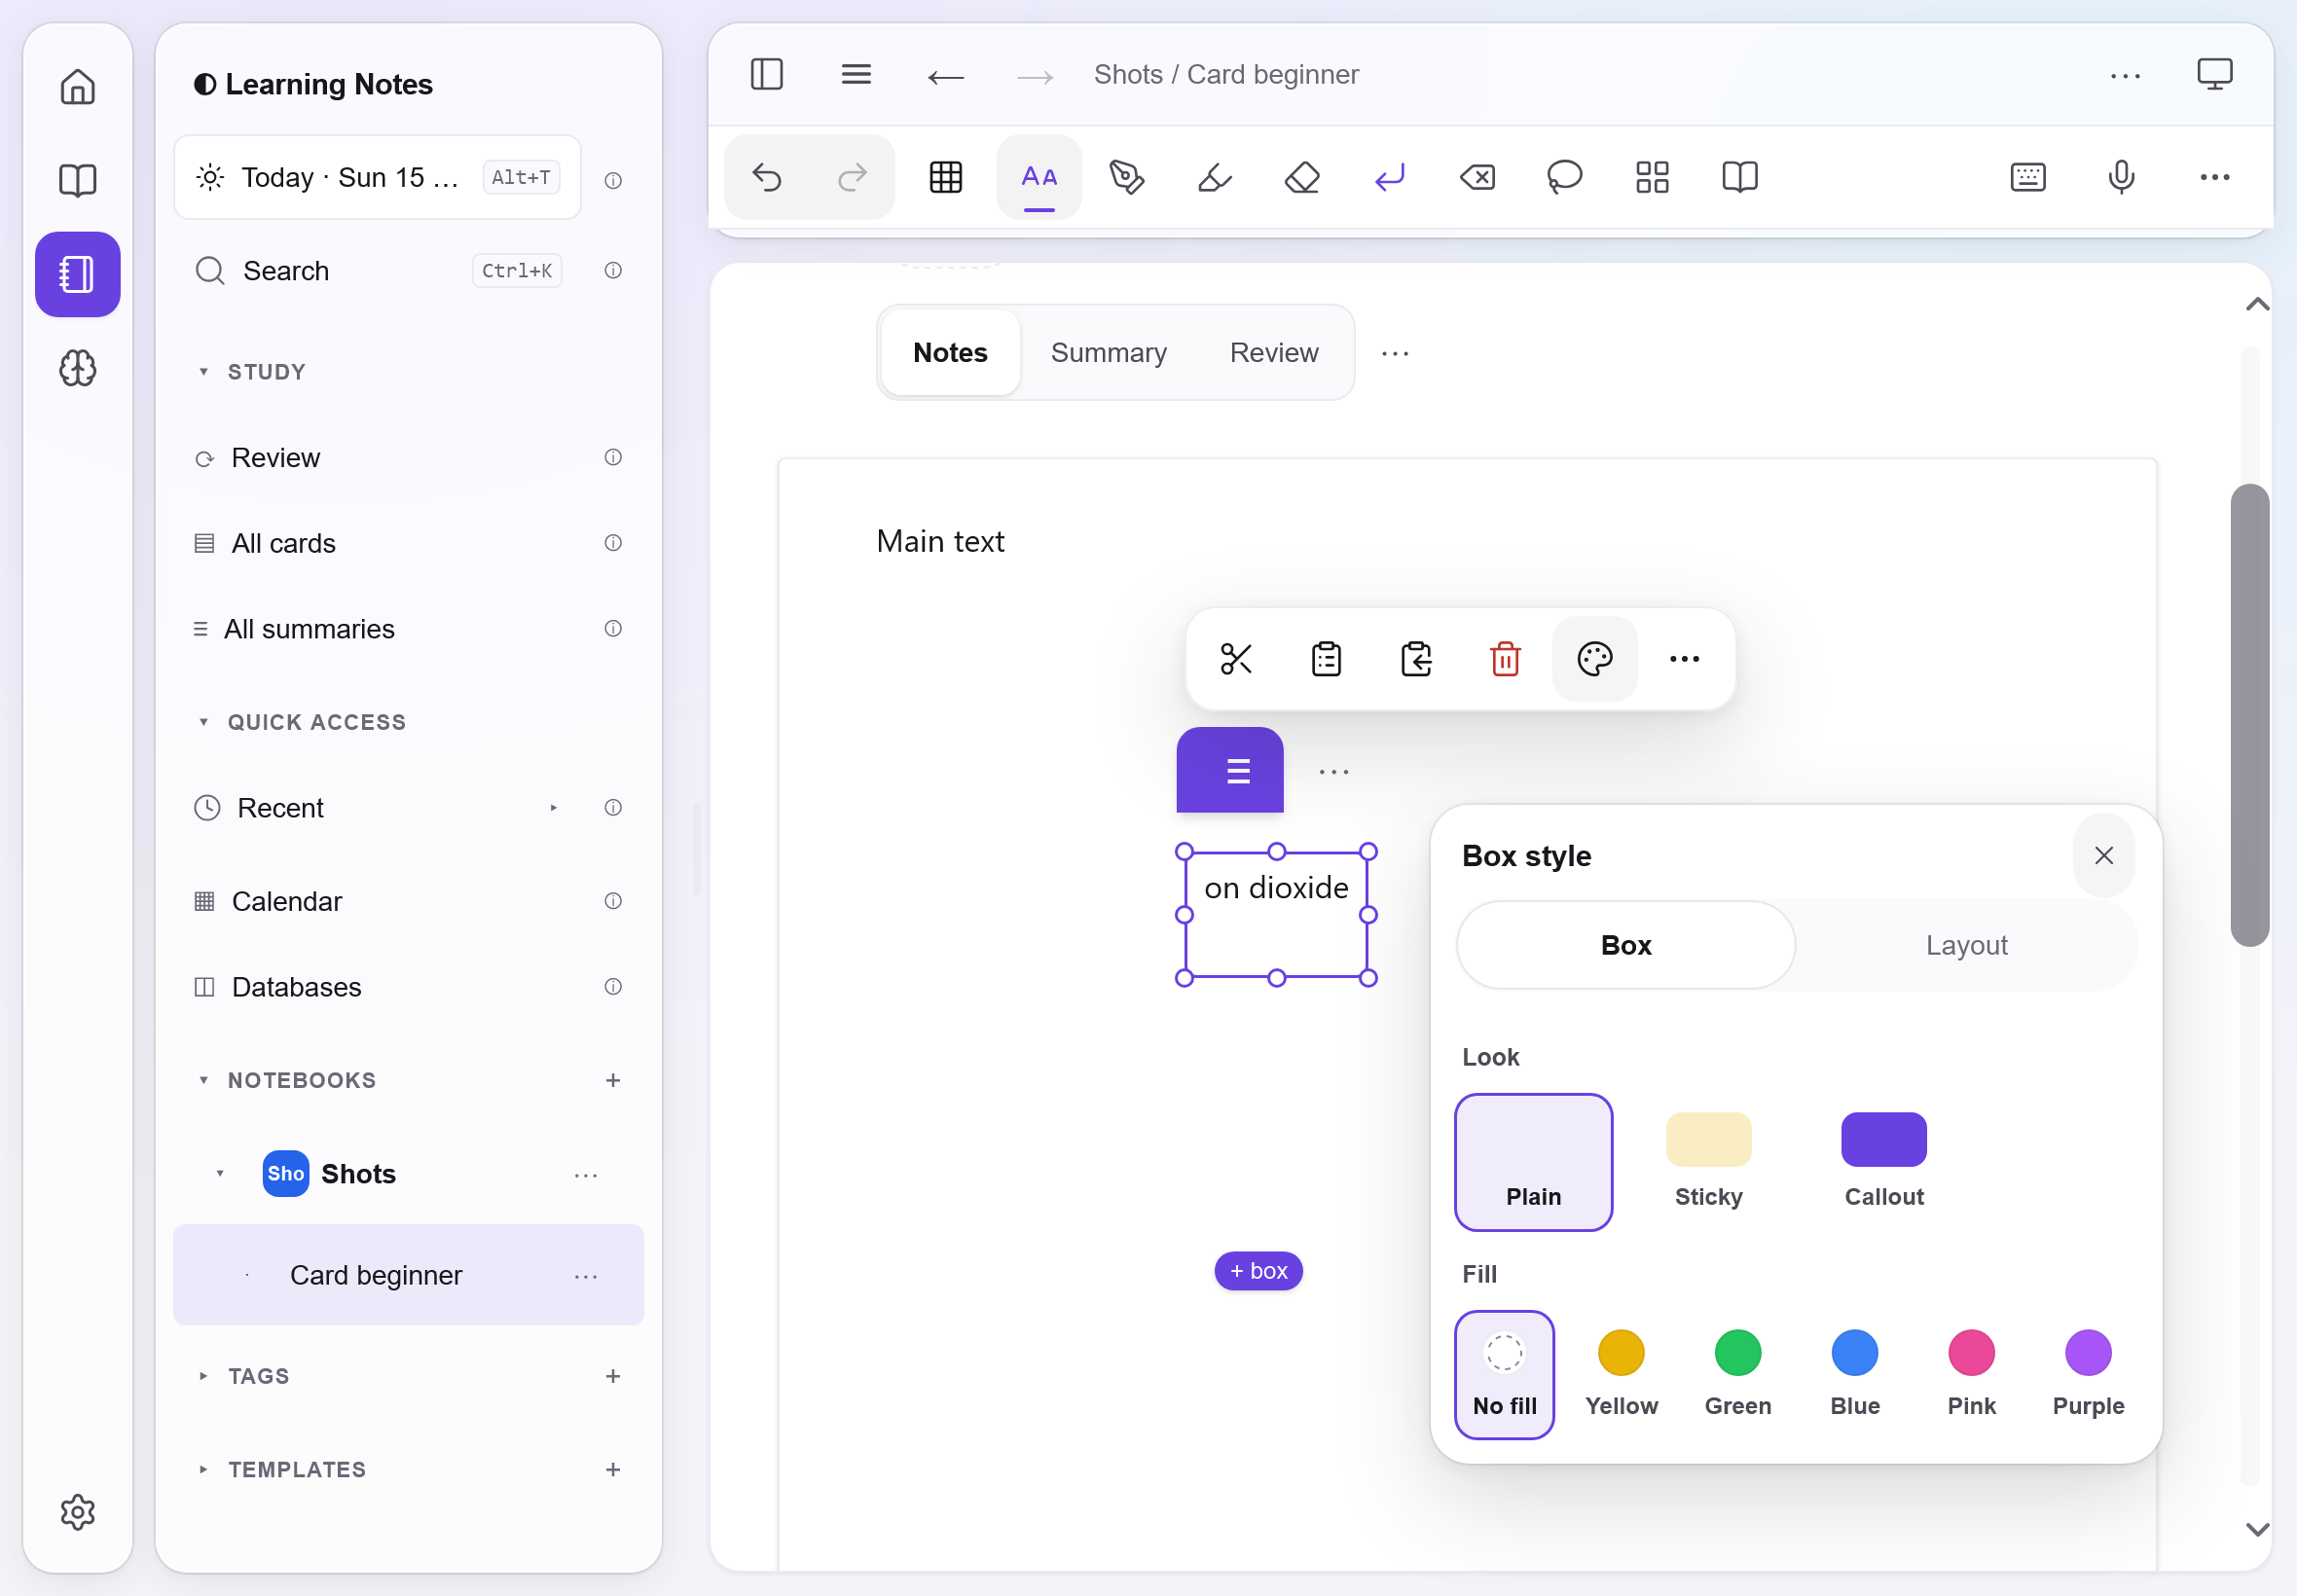 Learning Notes
Today · Sun 15 ... Alt+T
Search Ctrl+K
STUDY
Review
All cards
All summaries
QUICK ACCESS
Recent
Calendar
Databases
NOTEBOOKS +
Sho Shots ...
Card beginner ...
TAGS +
TEMPLATES +
Shots / Card beginner
Notes Summary Review ...
Main text
on dioxide
+ box
Box style
Box Layout
Look
Plain Sticky Callout
Fill
No fill Yellow Green Blue Pink Purple